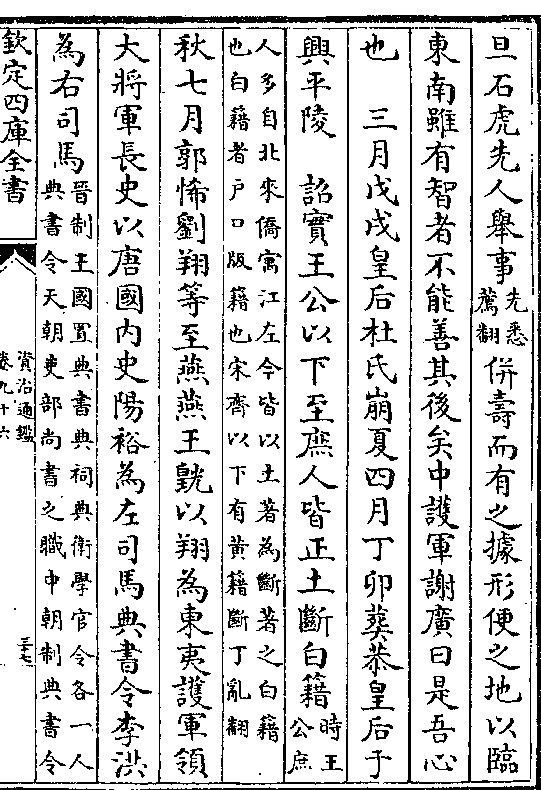 旦石虎先人舉事先悉薦翻併壽而有之據形便之地以臨
東南雖有智者不能善其後矣中護軍謝廣曰是吾心
也　三月戊戌皇后杜氏崩夏四月丁卯葬恭皇后于
興平陵　詔實王公以下至庶人皆正土斷白籍時王公庶
人多自北來僑寓江左今皆以土著為斷著之白籍
也白籍者户口版籍也宋齊以下有黄籍斷丁亂翻
秋七月郭悕劉翔等至燕燕王皝以翔為東夷護軍領
大將軍長史以唐國內史陽裕為左司馬典書令李洪
為右司馬晉制王國置典書典祠典衛學官令各一人
典書令天朝吏部尚書之職中朝制典書令
欽定四庫全書
資治通鑑
卷九十六